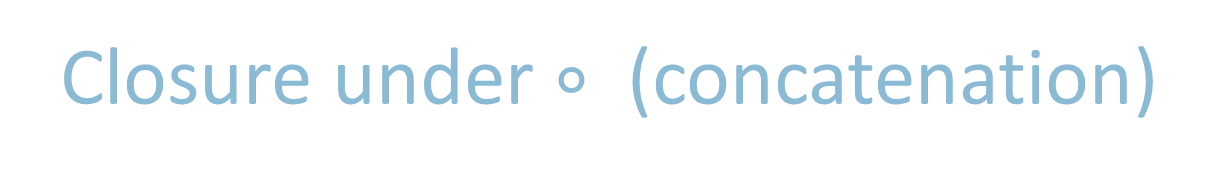 Closure under ∘ (concatenation)